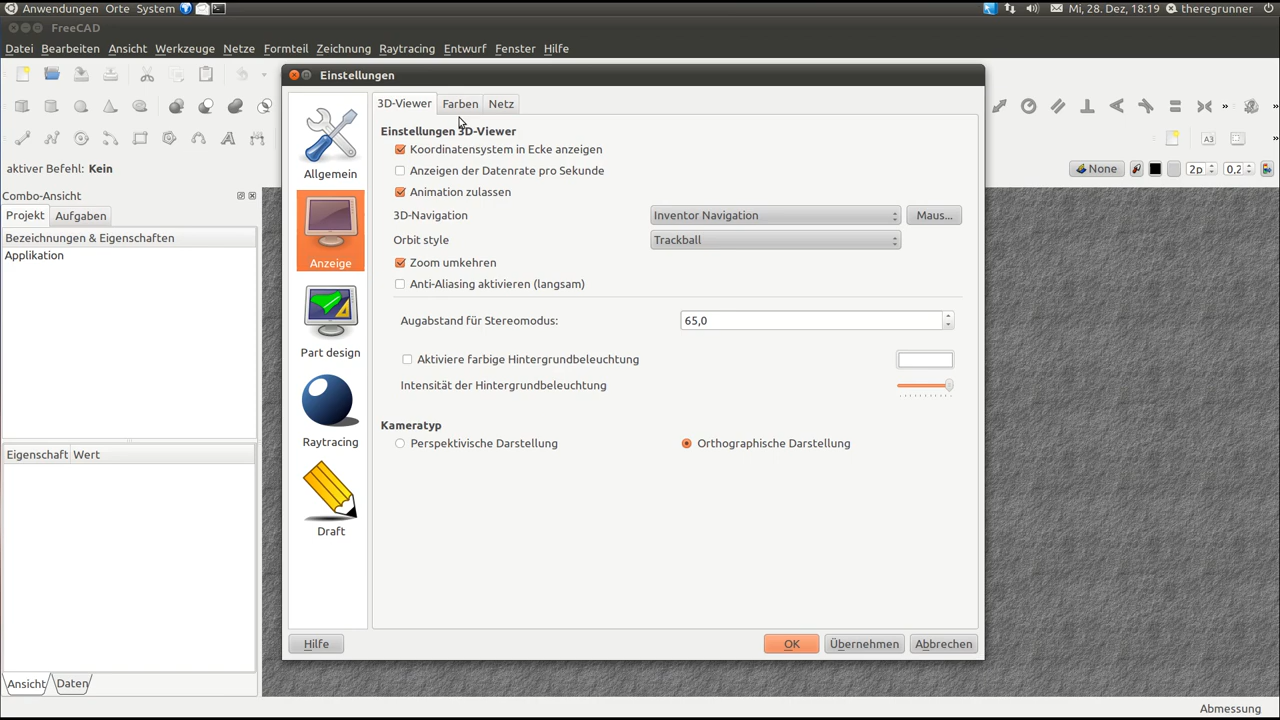 Anwendungen Orte System Mi, 28. Dez, 18:19 theregrunner
FreeCAD
Datei Bearbeiten Ansicht Werkzeuge Netze Formteil Zeichnung Raytracing Entwurf Fenster Hilfe
Einstellungen
3D-Viewer Farben Netz
Einstellungen 3D-Viewer
Koordinatensystem in Ecke anzeigen
Anzeigen der Datenrate pro Sekunde
Animation zulassen
3D-Navigation Inventor Navigation Maus...
Orbit style Trackball
Zoom umkehren
Anti-Aliasing aktivieren (langsam)
Augabstand für Stereomodus: 65,0
Aktiviere farbige Hintergrundbeleuchtung
Intensität der Hintergrundbeleuchtung
Kameratyp
Perspektivische Darstellung Orthographische Darstellung
Allgemein
Anzeige
Part design
Raytracing
Draft
Hilfe OK Übernehmen Abbrechen
aktiver Befehl: Kein
None 2p 0,2
A3
Combo-Ansicht
Projekt Aufgaben
Bezeichnungen & Eigenschaften
Applikation
Eigenschaft Wert
Ansicht Daten
Abmessung